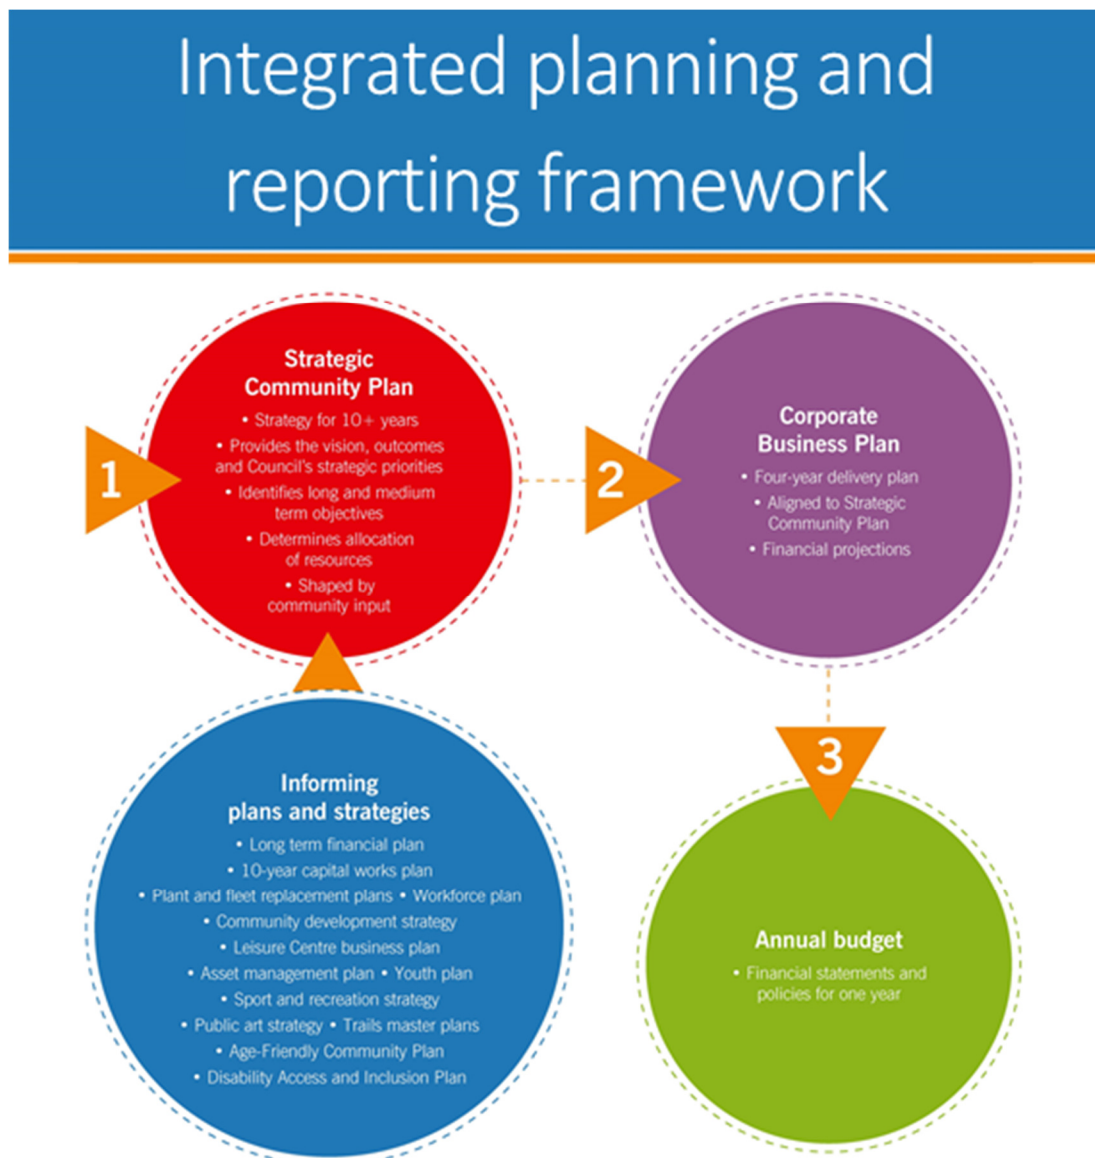 Integrated planning and
reporting framework
1
Strategic
Community Plan
• Strategy for 10+ years
• Provides the vision, outcomes
and Council's strategic priorities
• Identifies long and medium
term objectives
• Determines allocation
of resources
• Shaped by
community input
2
Corporate
Business Plan
• Four-year delivery plan
• Aligned to Strategic
Community Plan
• Financial projections
Informing
plans and strategies
• Long term financial plan
• 10-year capital works plan
• Plant and fleet replacement plans • Workforce plan
• Community development strategy
• Leisure Centre business plan
• Asset management plan • Youth plan
• Sport and recreation strategy
• Public art strategy • Trails master plans
• Age-Friendly Community Plan
• Disability Access and Inclusion Plan
3
Annual budget
• Financial statements and
policies for one year